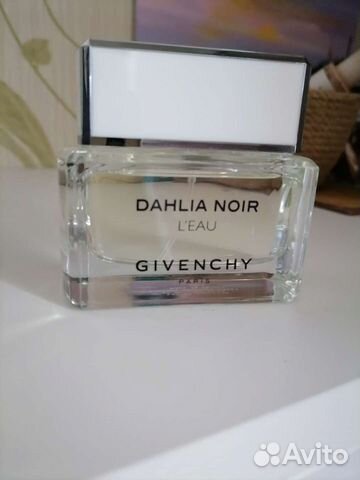 DAHLIA NOIR
L'EAU
GIVENCHY
PARIS
Avito